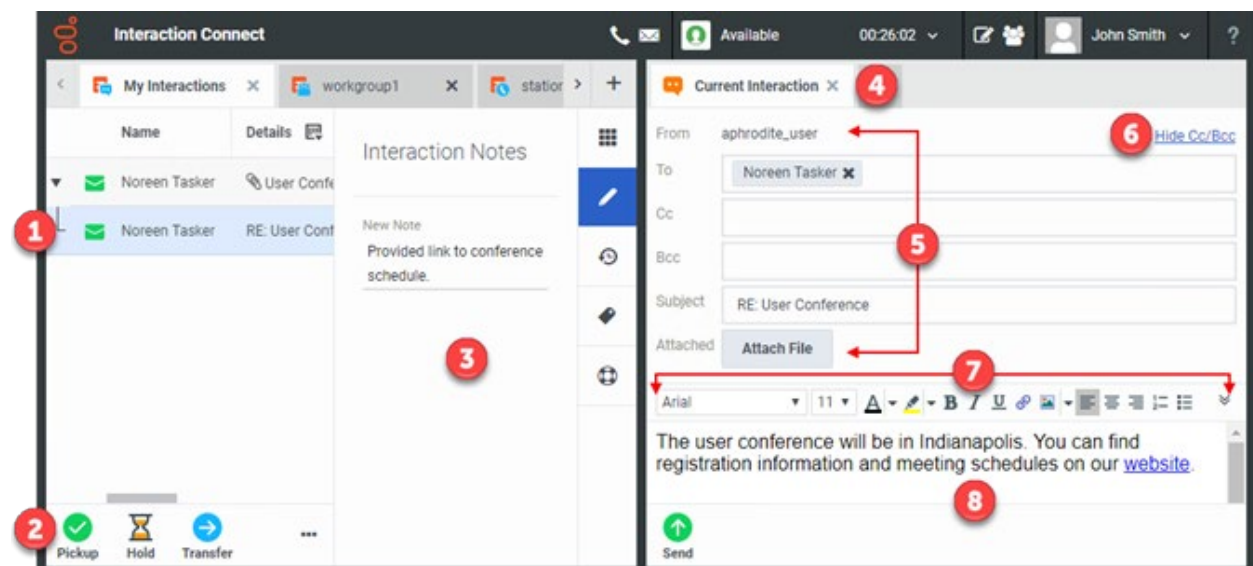 Interaction Connect
Available 00:26:02 John Smith ?
My Interactions workgroup1 station
Current Interaction 4
Name Details
Interaction Notes
Noreen Tasker User Confe
1 Noreen Tasker RE: User Conf
New Note
Provided link to conference
schedule.
3
2
Pickup Hold Transfer ...
From aphrodite_user 6 Hide Cc/Bcc
To Noreen Tasker
Cc
5
Bcc
Subject RE: User Conference
Attached Attach File
7
Arial 11 A B I U
The user conference will be in Indianapolis. You can find
registration information and meeting schedules on our website.
8
Send